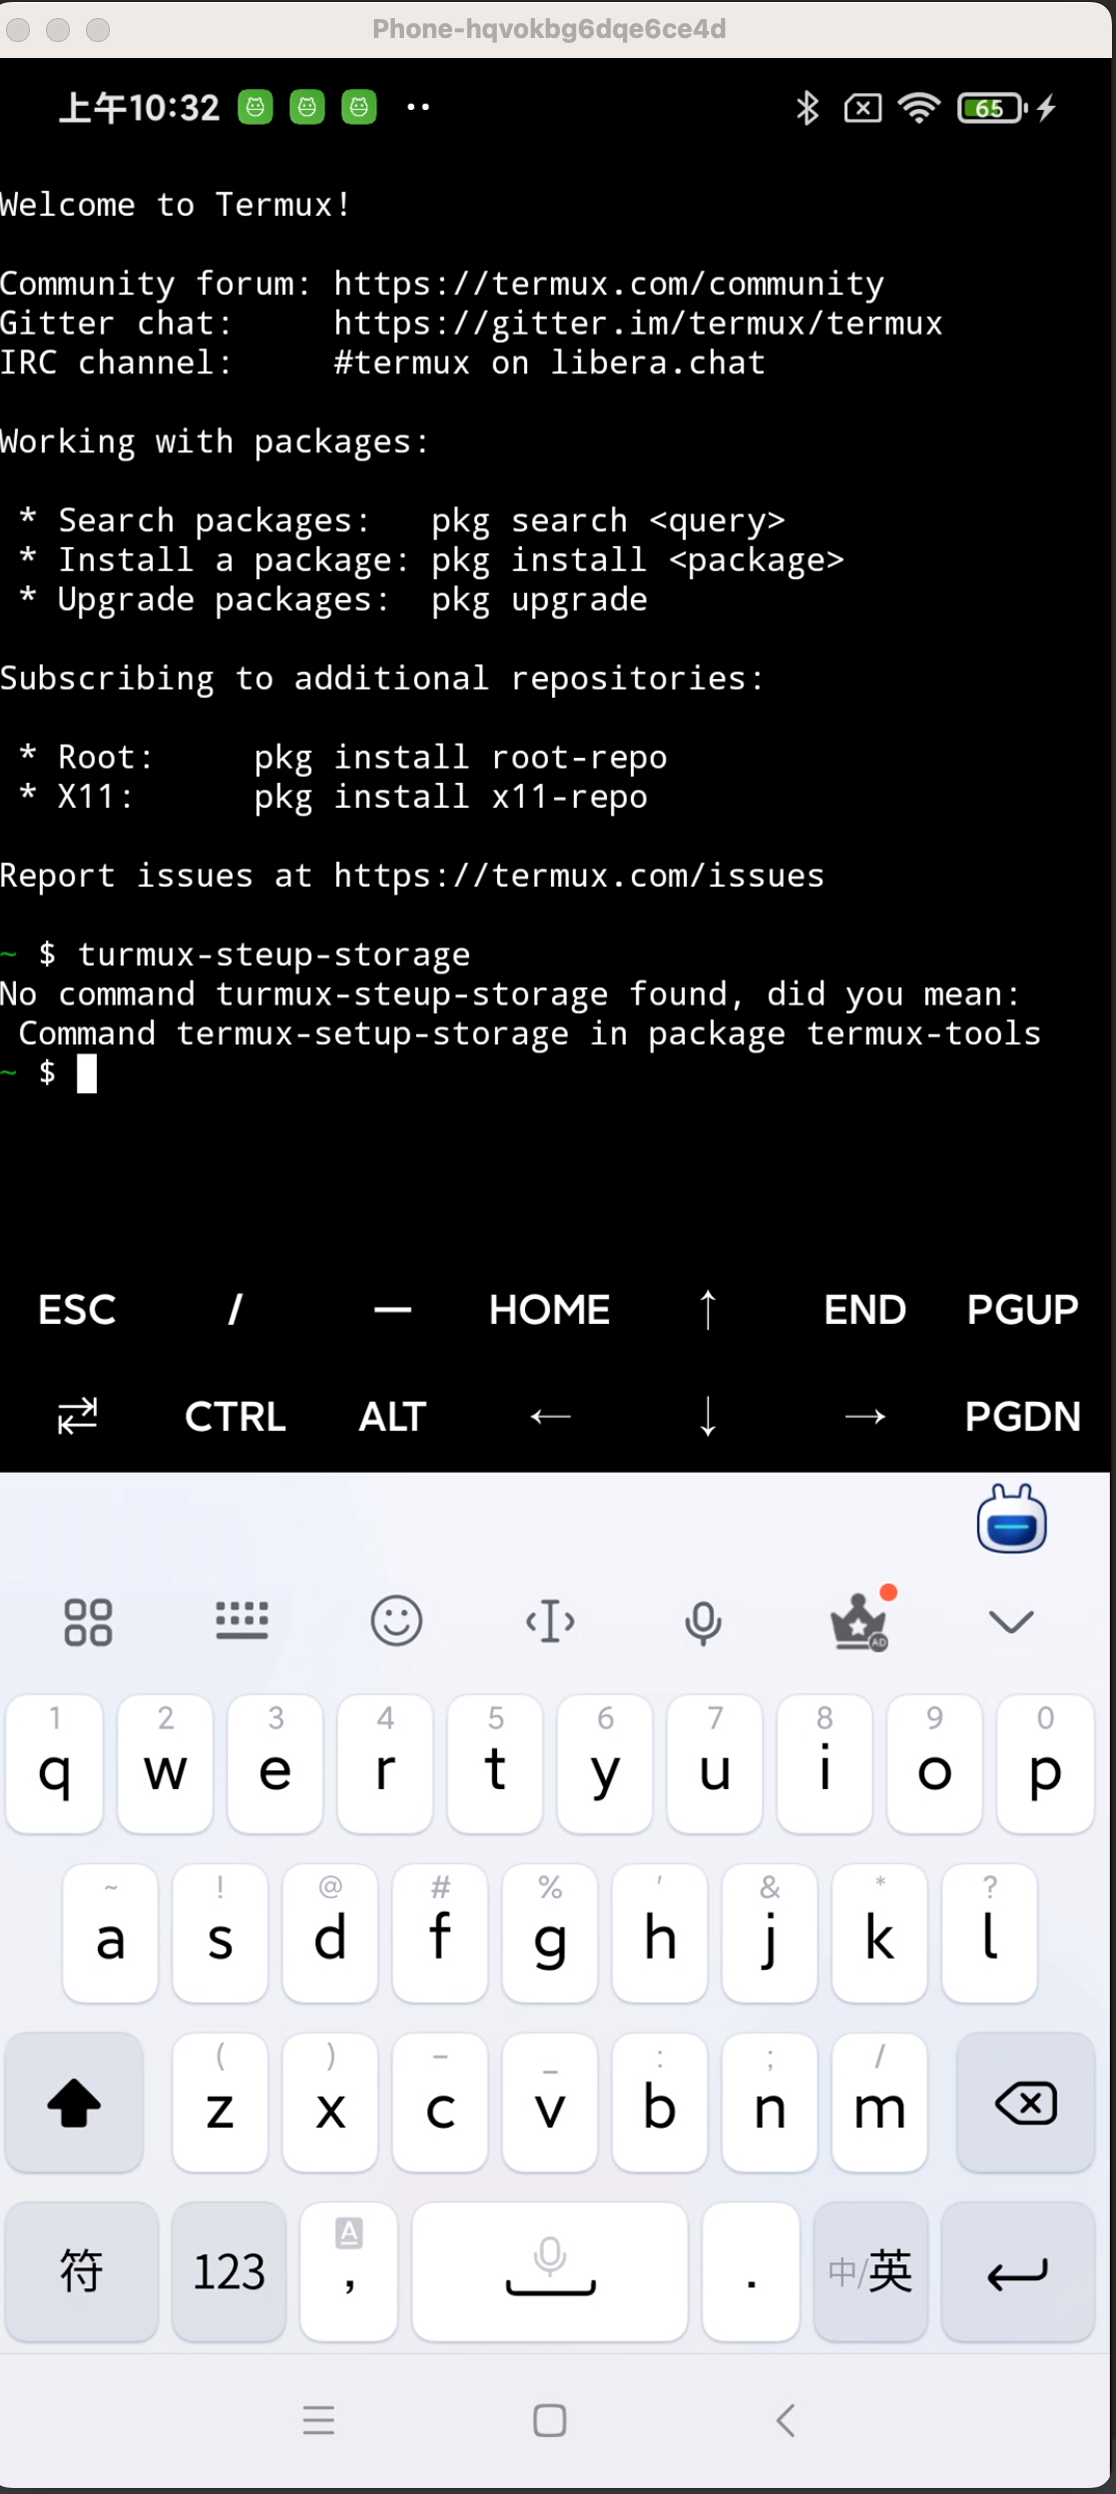 Phone-hqvokbg6dqe6ce4d
上午10:32
65
Welcome to Termux!
Community forum: https://termux.com/community
Gitter chat:     https://gitter.im/termux/termux
IRC channel:     #termux on libera.chat
Working with packages:
* Search packages:   pkg search <query>
* Install a package: pkg install <package>
* Upgrade packages:  pkg upgrade
Subscribing to additional repositories:
* Root:     pkg install root-repo
* X11:      pkg install x11-repo
Report issues at https://termux.com/issues
~ $ turmux-steup-storage
No command turmux-steup-storage found, did you mean:
Command termux-setup-storage in package termux-tools
~ $
ESC / — HOME ↑ END PGUP
⇄ CTRL ALT ← ↓ → PGDN
AD
1 2 3 4 5 6 7 8 9 0
q w e r t y u i o p
~ ! @ # % ' & * ?
a s d f g h j k l
( ) – _ : ; /
z x c v b n m
A
符 123 , . 中/英